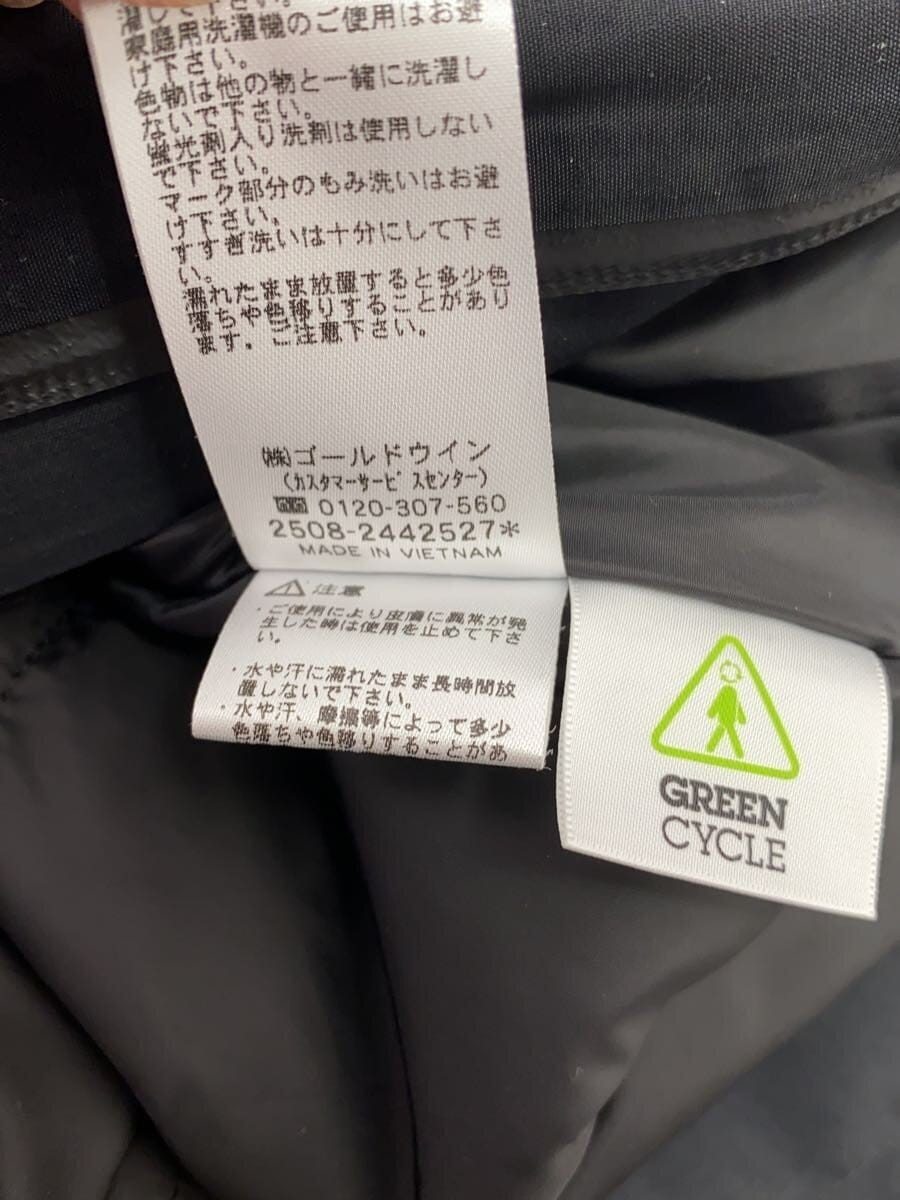 濯して下さい。
家庭用洗濯機のご使用はお避
け下さい。
色物は他の物と一緒に洗濯し
ないで下さい。
蛍光剤入り洗剤は使用しない
で下さい。
マーク部分のもみ洗いはお避
け下さい。
すすぎ洗いは十分にして下さ
い。
濡れたまま放置すると多少色
落ちや色移りすることがあり
ます。ご注意下さい。
(株)ゴールドウイン
(カスタマーサービスセンター)
0120-307-560
2508-2442527*
MADE IN VIETNAM
注意
・ご使用により皮膚に異常が発
生した時は使用を止めて下さ
い。
・水や汗に濡れたまま長時間放
置しないで下さい。
・水や汗、摩擦等によって多少
色落ちや色移りすることがあ
GREEN
CYCLE